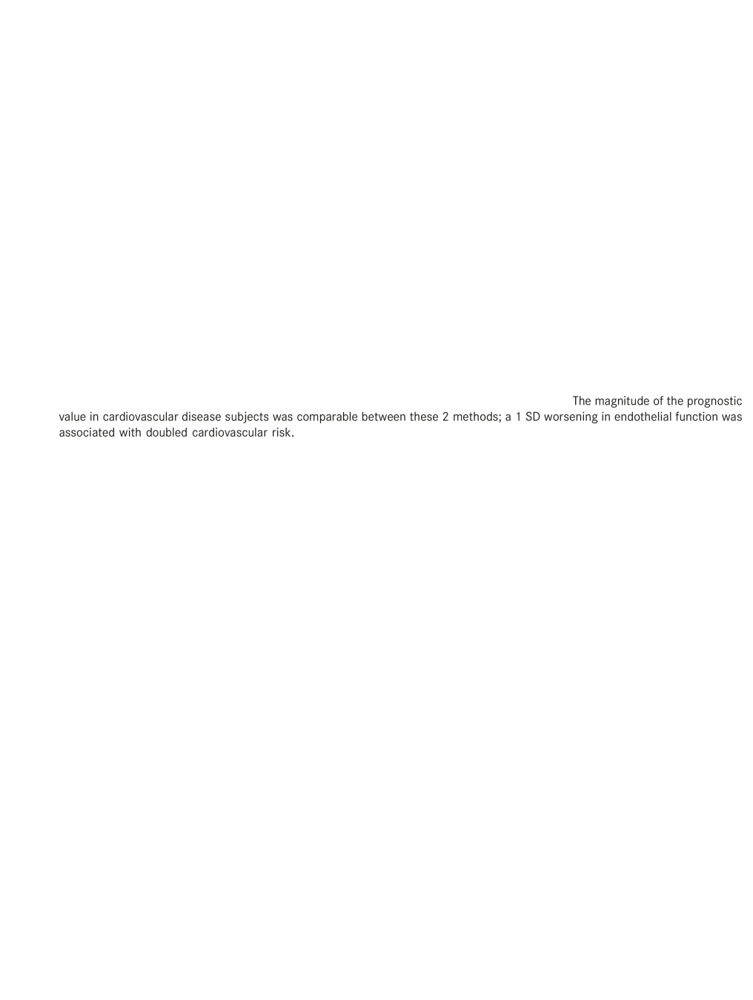 The magnitude of the prognostic
value in cardiovascular disease subjects was comparable between these 2 methods; a 1 SD worsening in endothelial function was
associated with doubled cardiovascular risk.